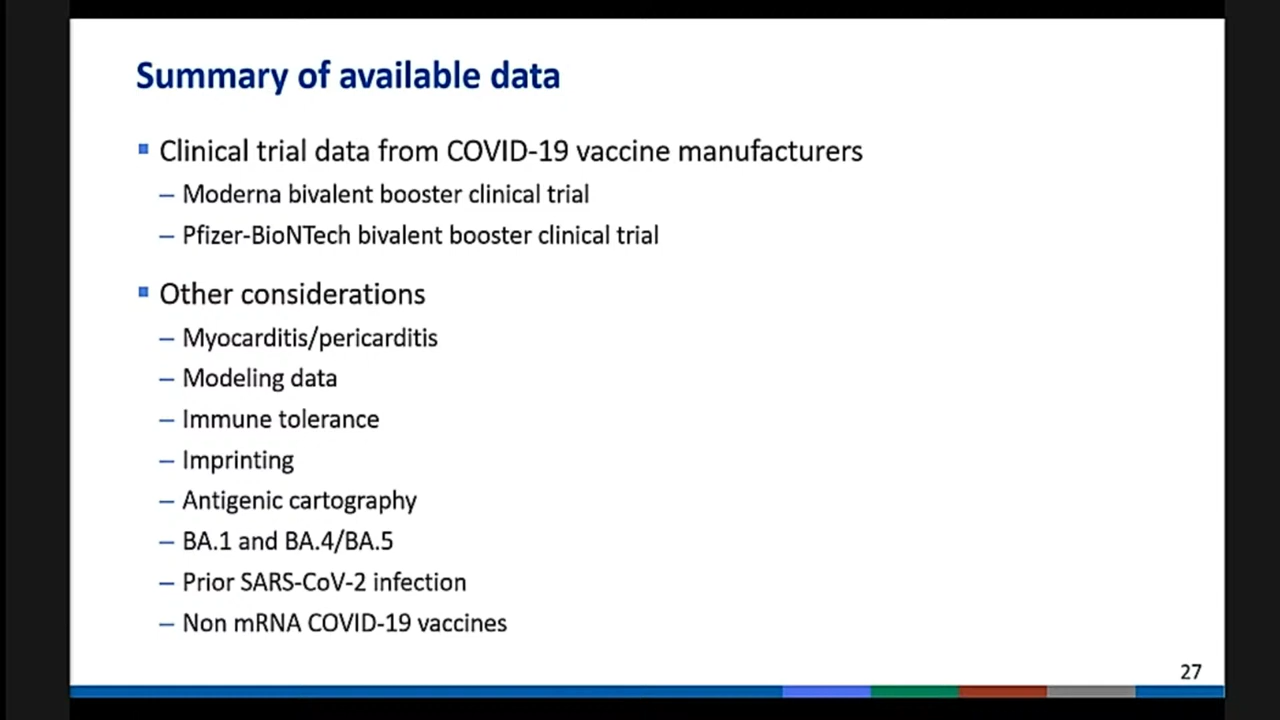 Summary of available data
Clinical trial data from COVID-19 vaccine manufacturers
– Moderna bivalent booster clinical trial
– Pfizer-BioNTech bivalent booster clinical trial
Other considerations
– Myocarditis/pericarditis
– Modeling data
– Immune tolerance
– Imprinting
– Antigenic cartography
– BA.1 and BA.4/BA.5
– Prior SARS-CoV-2 infection
– Non mRNA COVID-19 vaccines
27